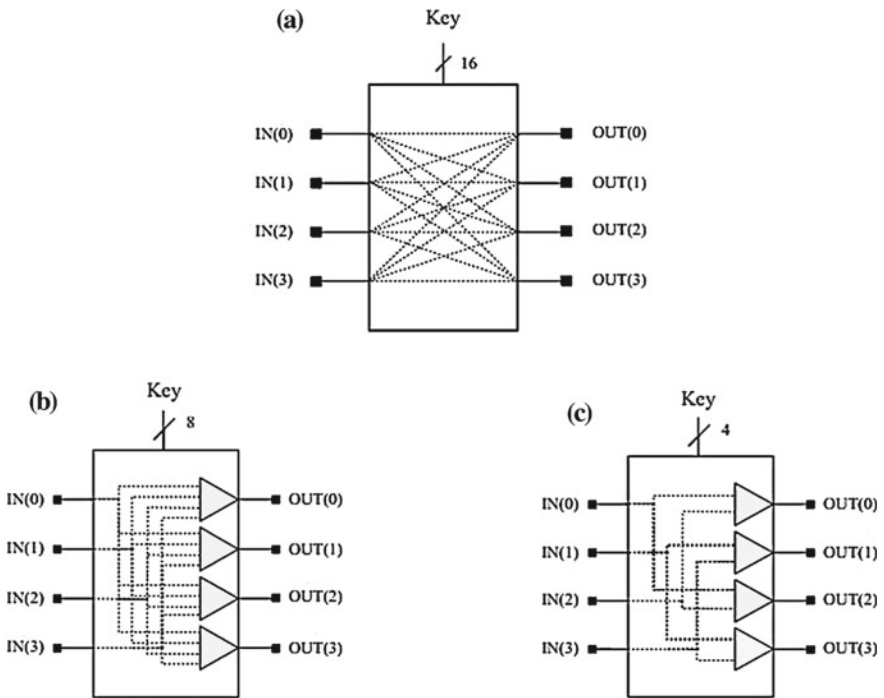 (a)
Key
16
IN(0)
OUT(0)
IN(1)
OUT(1)
IN(2)
OUT(2)
IN(3)
OUT(3)
(b)
Key
8
IN(0)
OUT(0)
IN(1)
OUT(1)
IN(2)
OUT(2)
IN(3)
OUT(3)
(c)
Key
4
IN(0)
OUT(0)
IN(1)
OUT(1)
IN(2)
OUT(2)
IN(3)
OUT(3)